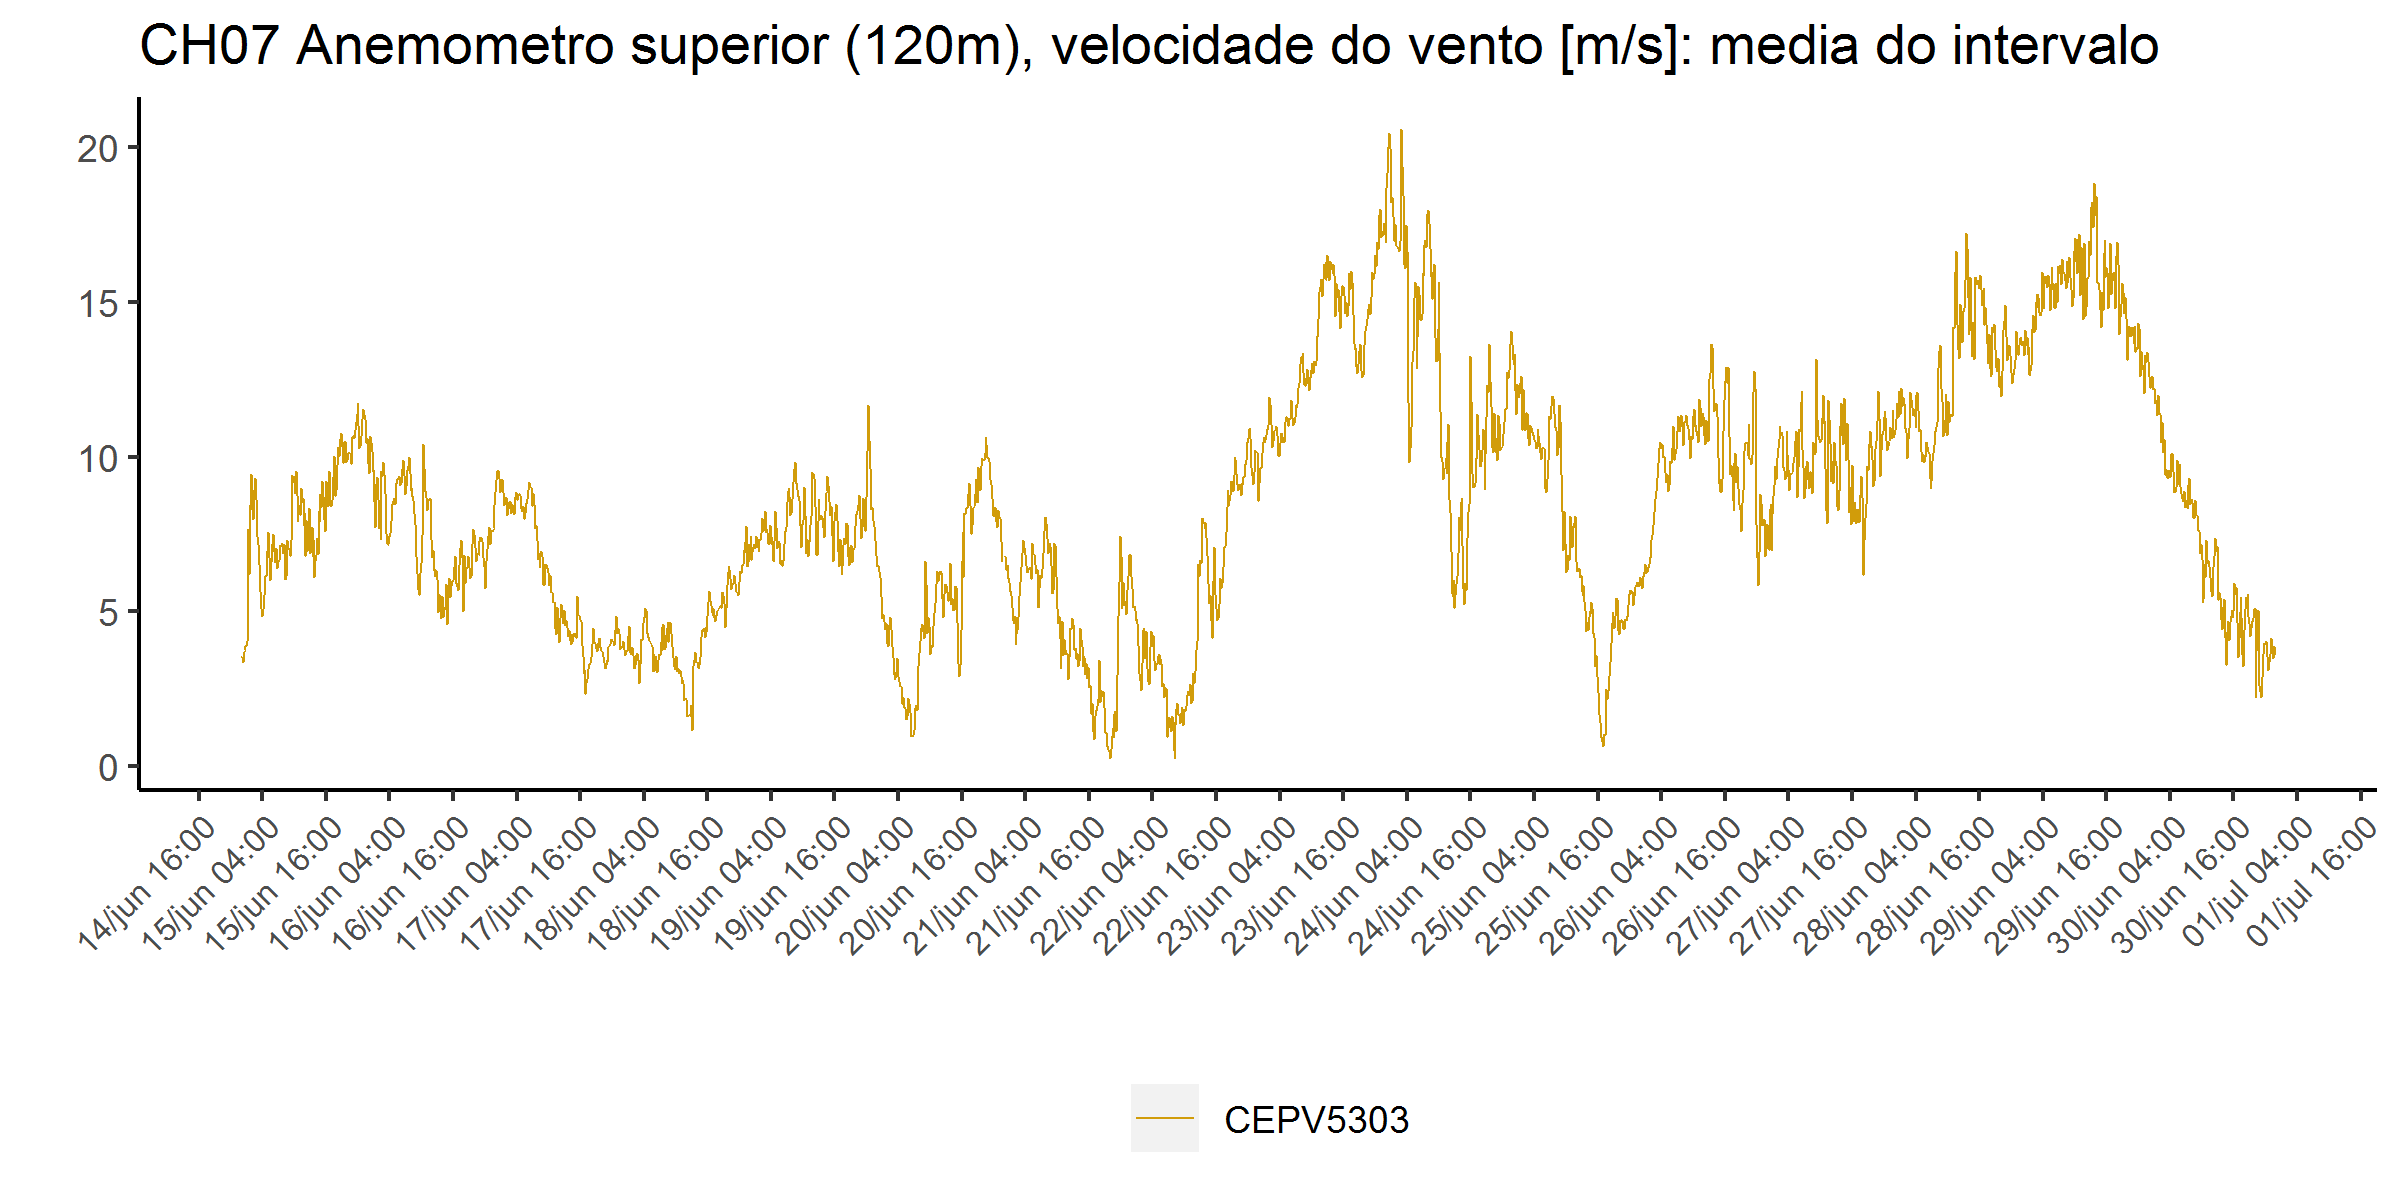 CH07 Anemometro superior (120m), velocidade do vento [m/s]: media do intervalo
20
15
10
5
0
14/jun 16:00
15/jun 04:00
15/jun 16:00
16/jun 04:00
16/jun 16:00
17/jun 04:00
17/jun 16:00
18/jun 04:00
18/jun 16:00
19/jun 04:00
19/jun 16:00
20/jun 04:00
20/jun 16:00
21/jun 04:00
21/jun 16:00
22/jun 04:00
22/jun 16:00
23/jun 04:00
23/jun 16:00
24/jun 04:00
24/jun 16:00
25/jun 04:00
25/jun 16:00
26/jun 04:00
26/jun 16:00
27/jun 04:00
27/jun 16:00
28/jun 04:00
28/jun 16:00
29/jun 04:00
29/jun 16:00
30/jun 04:00
30/jun 16:00
01/jul 04:00
01/jul 16:00
CEPV5303